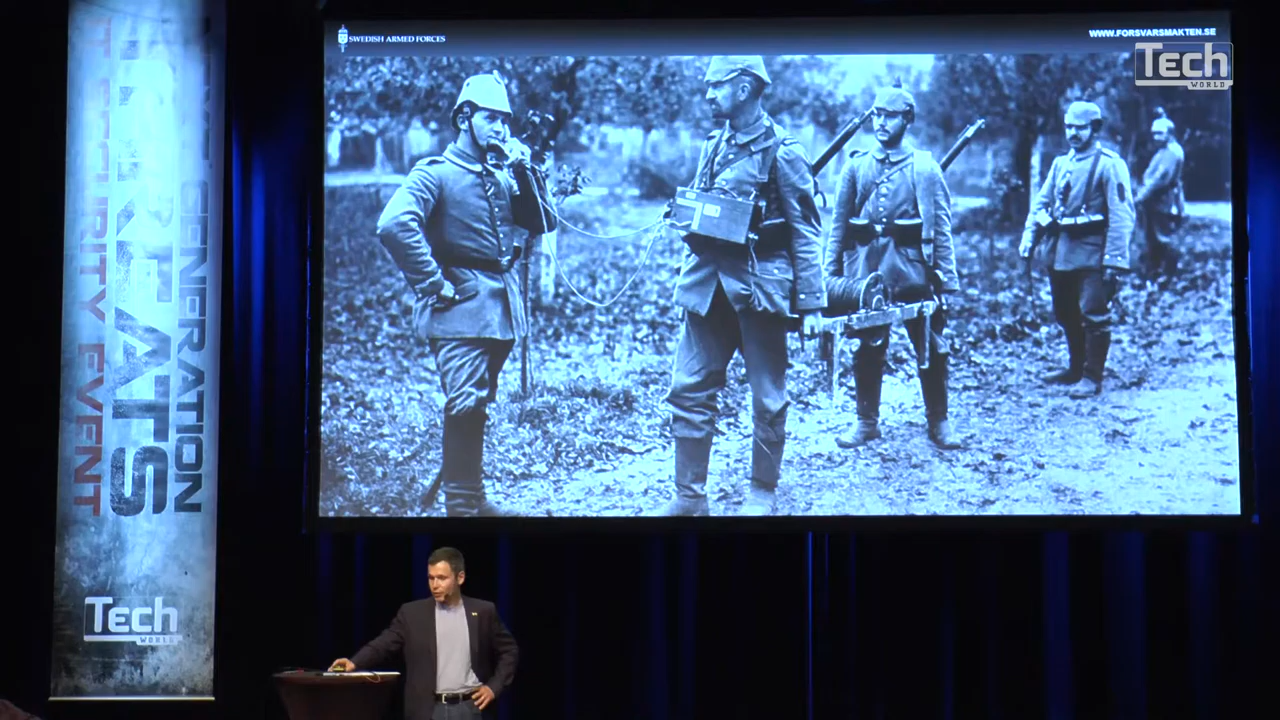 SWEDISH ARMED FORCES
WWW.FORSVARSMAKTEN.SE
Tech
WORLD
GENERATION
THREATS
IT SECURITY EVENT
Tech
WORLD